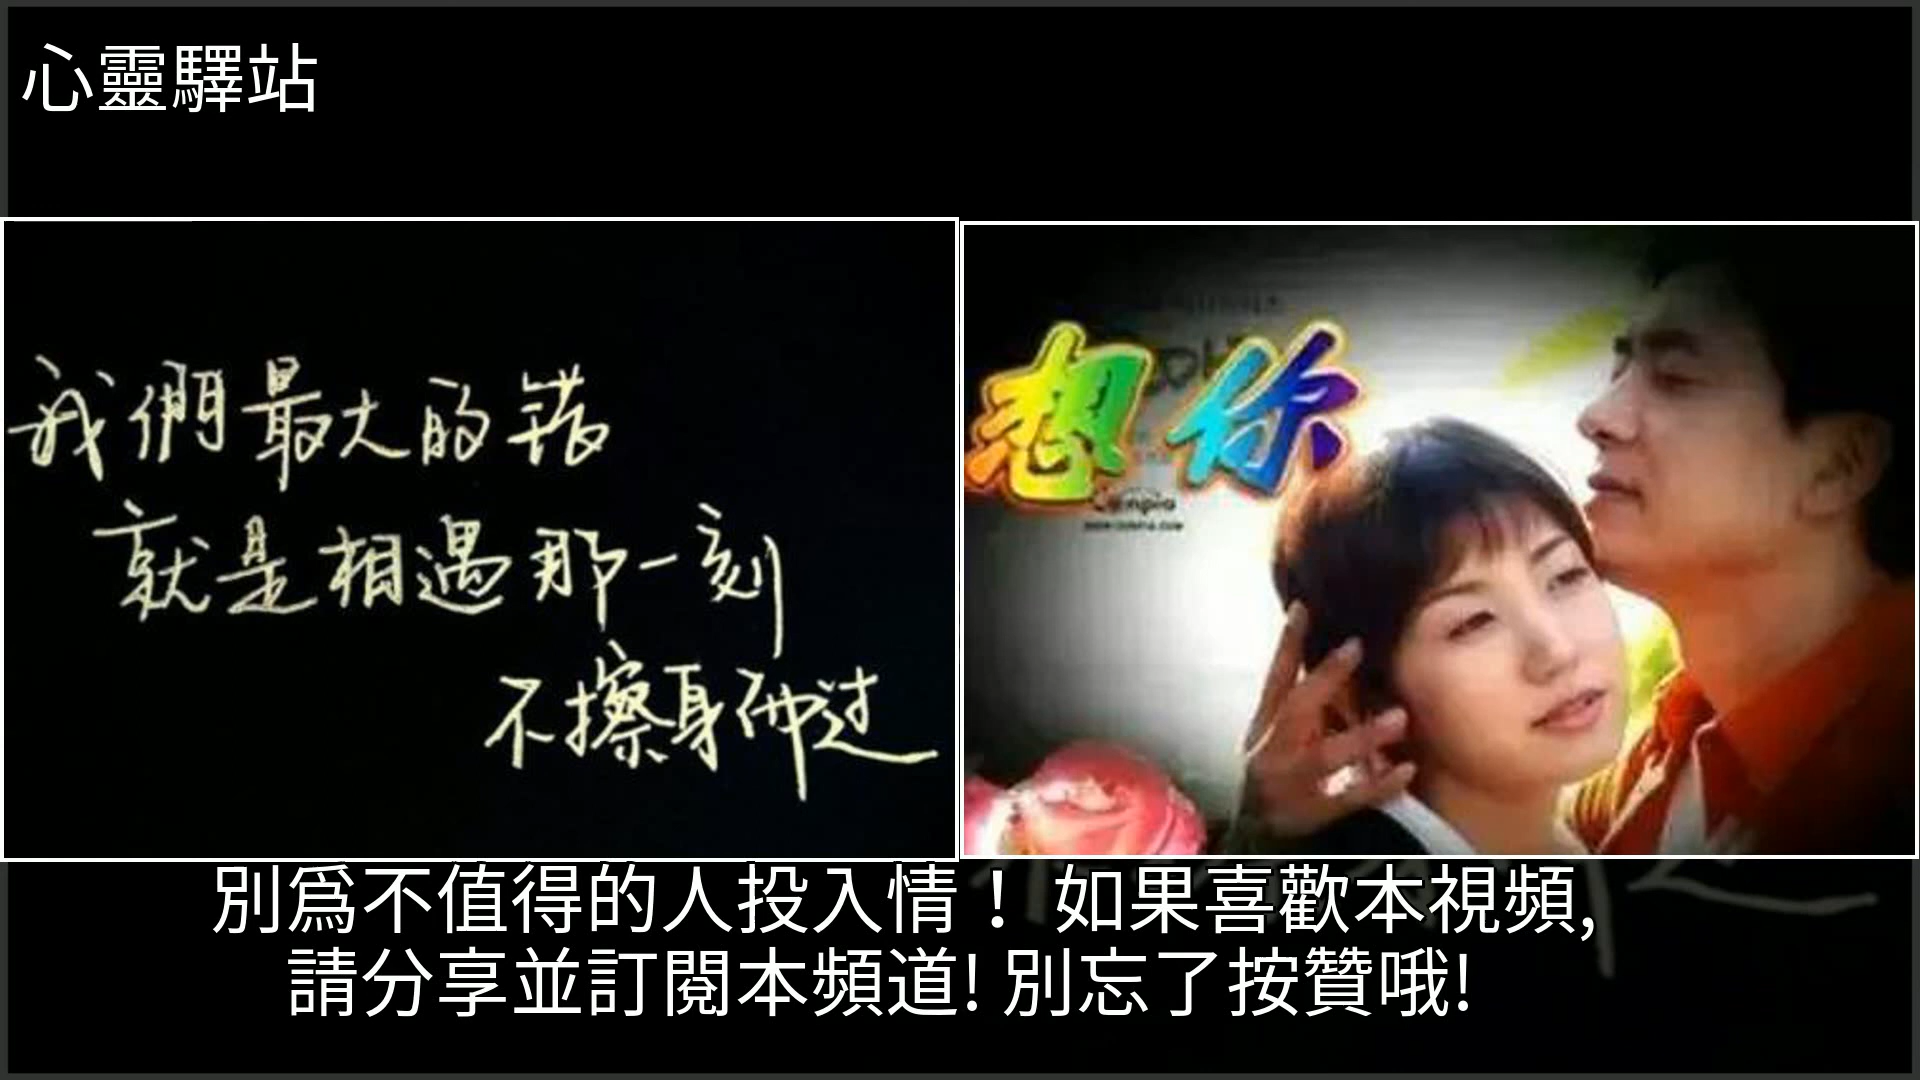 心靈驛站
我們最大的錯
就是相遇那一刻
不擦身而过
想你
別爲不值得的人投入情！ 如果喜歡本視頻,
請分享並訂閱本頻道! 別忘了按贊哦!